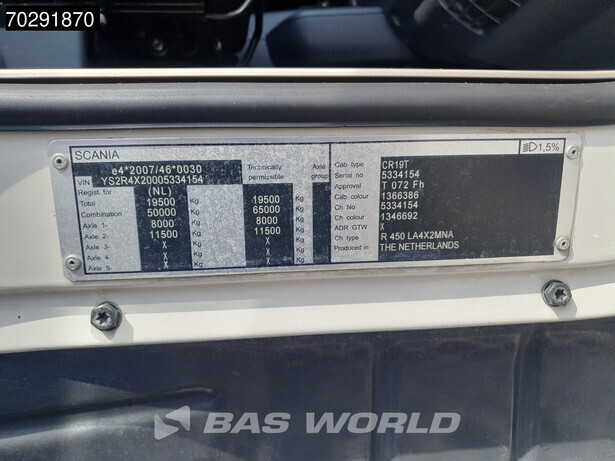 70291870
SCANIA
1,5%
e4*2007/46*0030
VIN YS2R4X20005334154
Technically permissible
Axle group
Regist. for (NL)
Total 19500 Kg 19500 Kg
Combination 50000 Kg 65000 Kg
Axle 1- 8000 Kg 8000 Kg
Axle 2- 11500 Kg 11500 Kg
Axle 3- X Kg X Kg
Axle 4- X Kg X Kg
Axle 5- X Kg X Kg
Cab type CR19T
Serial no 5334154
Approval T 072 Fh
Cab. colour 1366386
Ch No 5334154
Ch colour 1346692
ADR GTW X
Ch type R 450 LA4X2MNA
Produced in THE NETHERLANDS
BAS WORLD